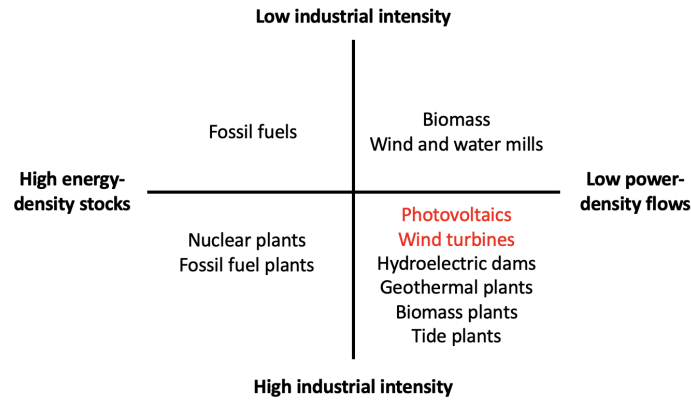 Low industrial intensity
Fossil fuels
Biomass
Wind and water mills
High energy-
density stocks
Low power-
density flows
Nuclear plants
Fossil fuel plants
Photovoltaics
Wind turbines
Hydroelectric dams
Geothermal plants
Biomass plants
Tide plants
High industrial intensity